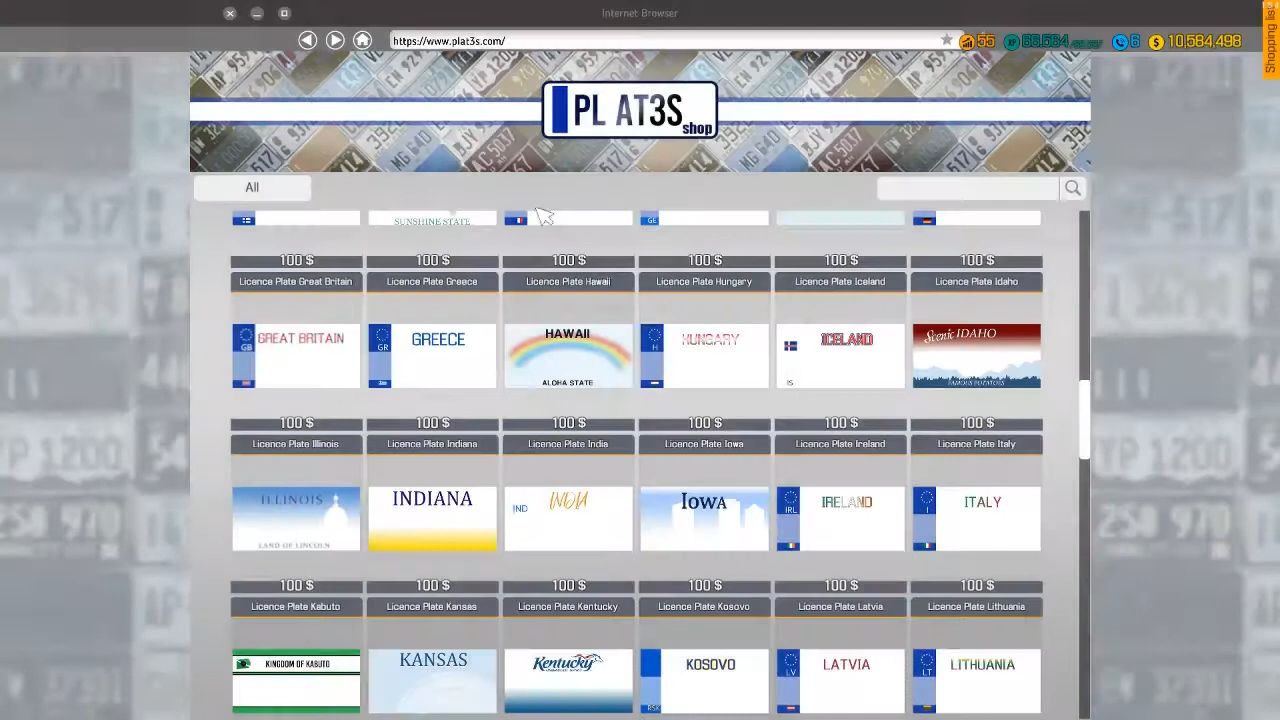 Internet Browser
https://www.plat3s.com/
55
6
10,584,498
Shopping list
PL AT3S
shop
All
SUNSHINE STATE
GE
100 $ 100 $ 100 $ 100 $ 100 $ 100 $
Licence Plate Great Britain Licence Plate Greece Licence Plate Hawaii Licence Plate Hungary Licence Plate Iceland Licence Plate Idaho
GB GREAT BRITAIN
GR GREECE
HAWAII
ALOHA STATE
H HUNGARY
ICELAND
IS
Scenic IDAHO
FAMOUS POTATOES
100 $ 100 $ 100 $ 100 $ 100 $ 100 $
Licence Plate Illinois Licence Plate Indiana Licence Plate India Licence Plate Iowa Licence Plate Ireland Licence Plate Italy
ILLINOIS
LAND OF LINCOLN
INDIANA
IND INDIA
IOWA
IRL IRELAND
I ITALY
100 $ 100 $ 100 $ 100 $ 100 $ 100 $
Licence Plate Kabuto Licence Plate Kansas Licence Plate Kentucky Licence Plate Kosovo Licence Plate Latvia Licence Plate Lithuania
KINGDOM OF KABUTO
KANSAS
Kentucky
KOSOVO
RSK
LV LATVIA
LT LITHUANIA